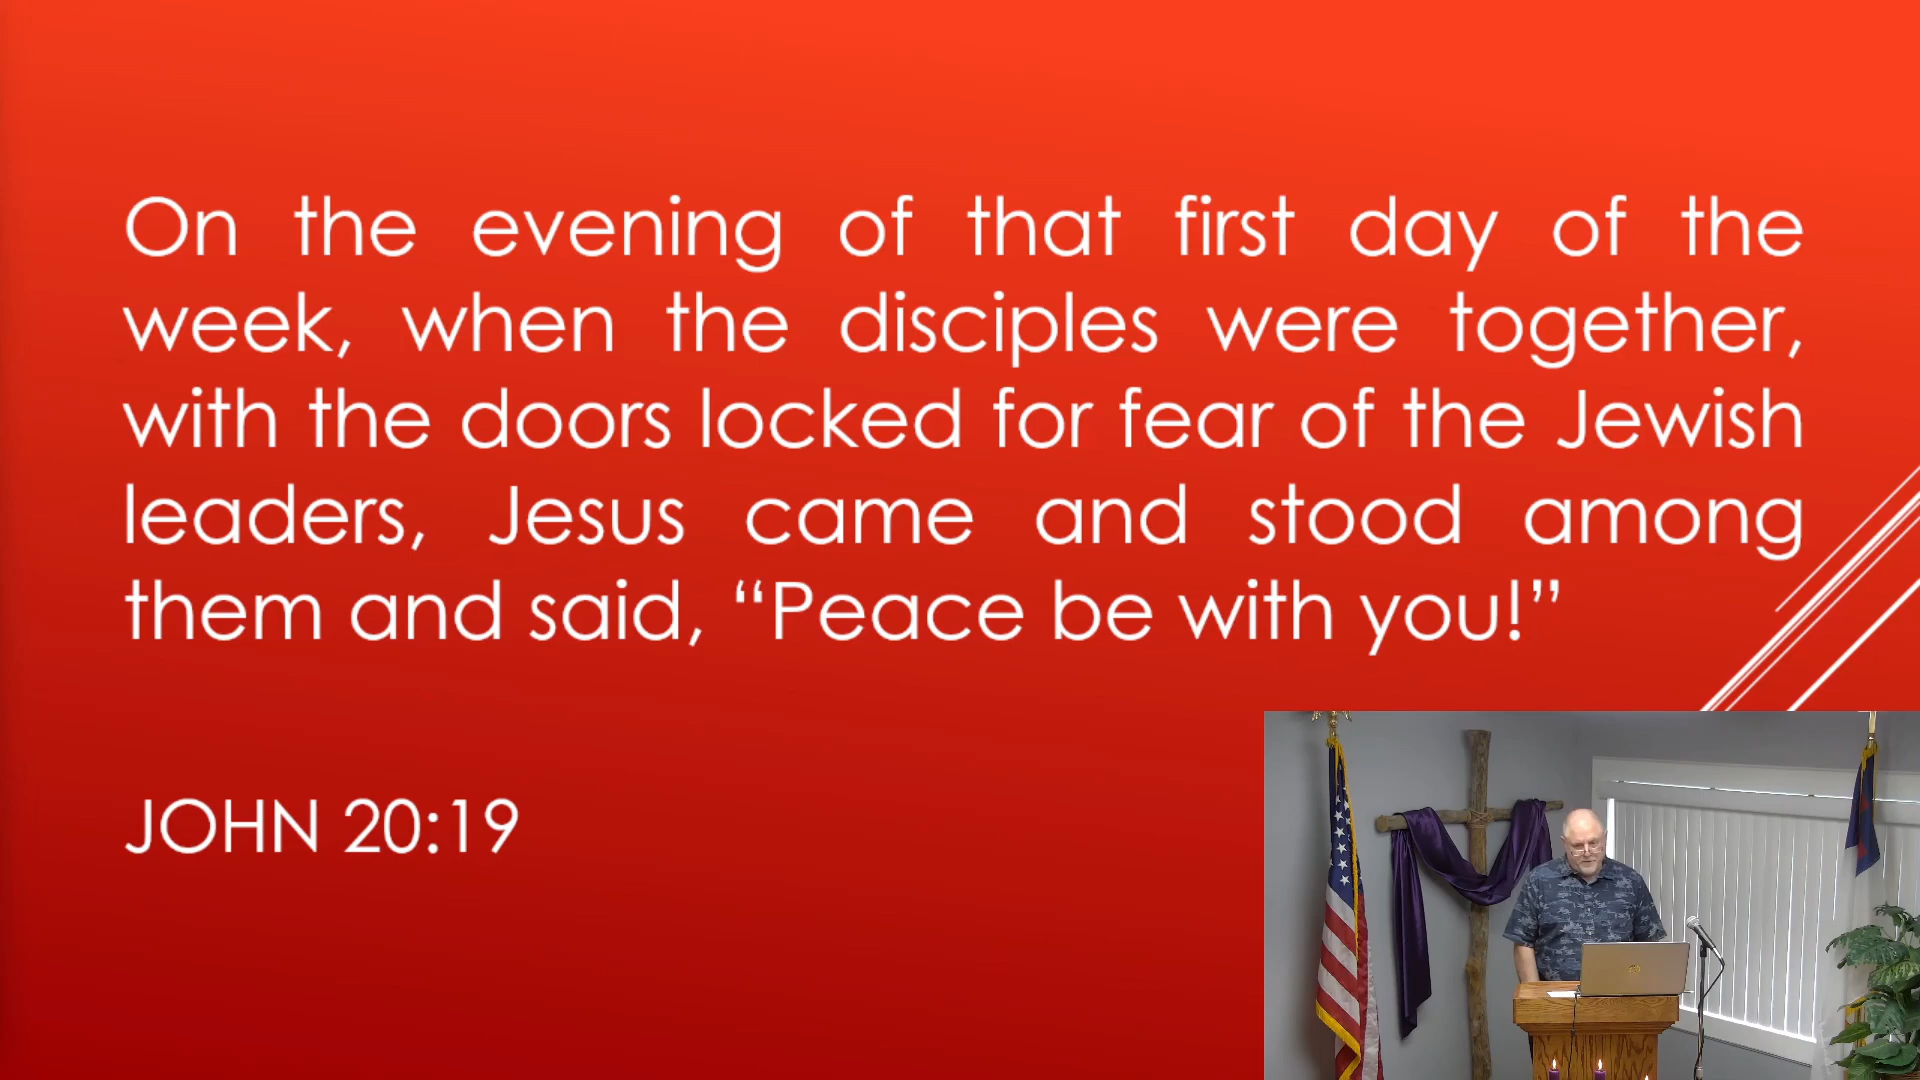 On the evening of that first day of the
week, when the disciples were together,
with the doors locked for fear of the Jewish
leaders, Jesus came and stood among
them and said, “Peace be with you!”
JOHN 20:19